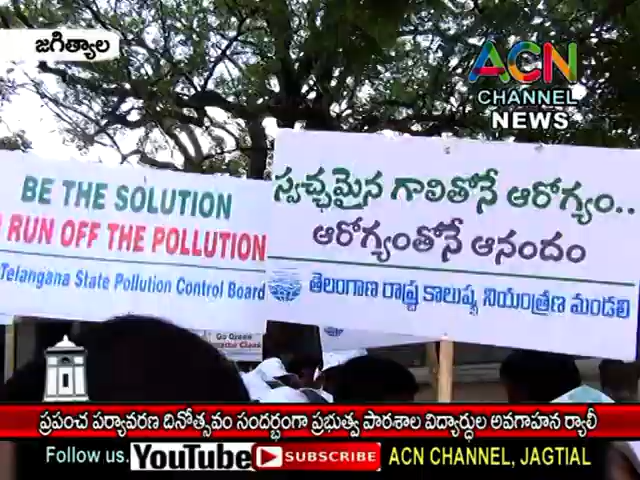 జగిత్యాల
ACN
CHANNEL
NEWS
BE THE SOLUTION
RUN OFF THE POLLUTION
Telangana State Pollution Control Board
స్వచ్ఛమైన గాలితోనే ఆరోగ్యం..
ఆరోగ్యంతోనే ఆనందం
తెలంగాణ రాష్ట్ర కాలుష్య నియంత్రణ మండలి
Go Green
ప్రపంచ పర్యావరణ దినోత్సవం సందర్భంగా ప్రభుత్వ పాఠశాల విద్యార్థుల అవగాహన ర్యాలీ
Follow us. YouTube SUBSCRIBE ACN CHANNEL, JAGTIAL